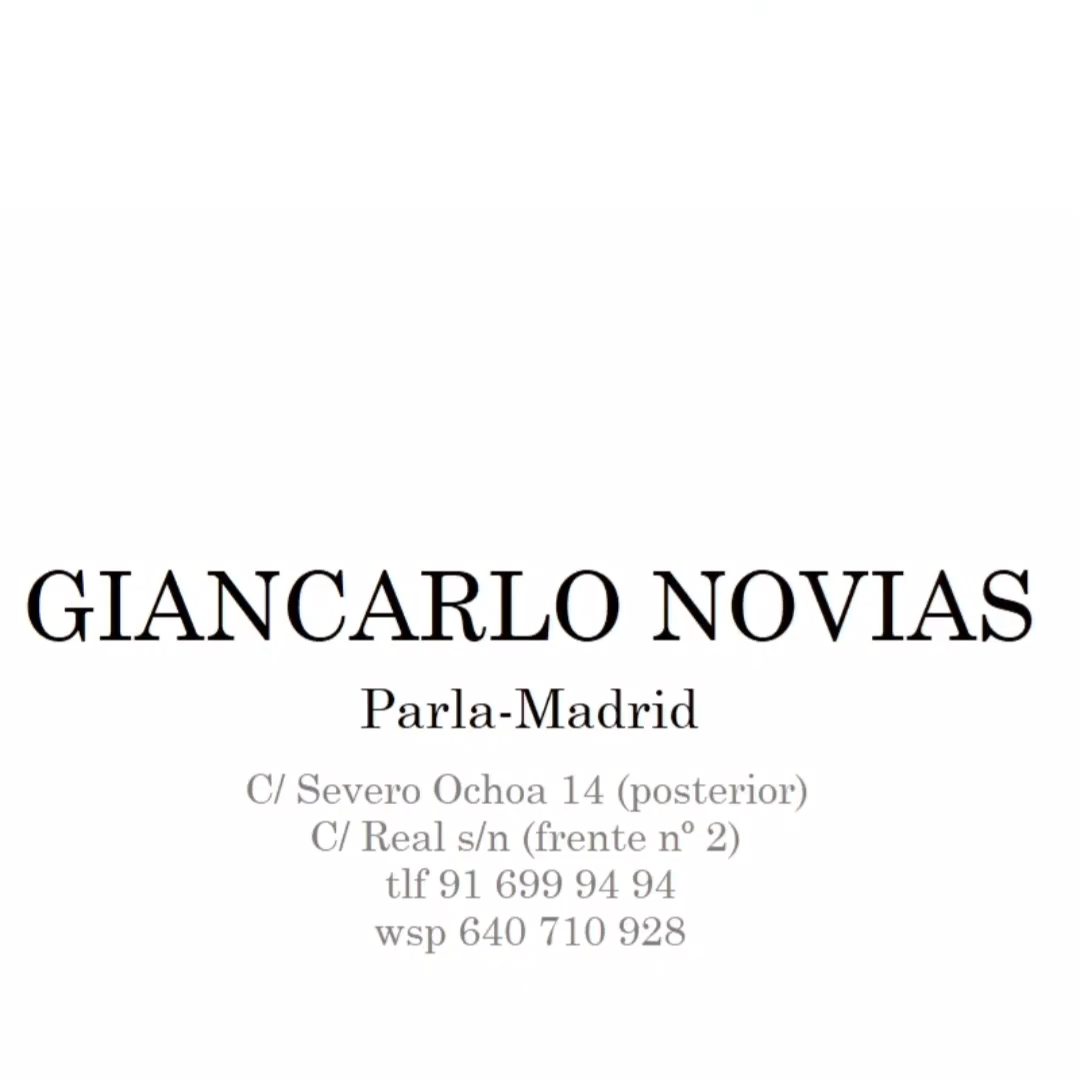 GIANCARLO NOVIAS
Parla-Madrid
C/ Severo Ochoa 14 (posterior)
C/ Real s/n (frente nº 2)
tlf 91 699 94 94
wsp 640 710 928